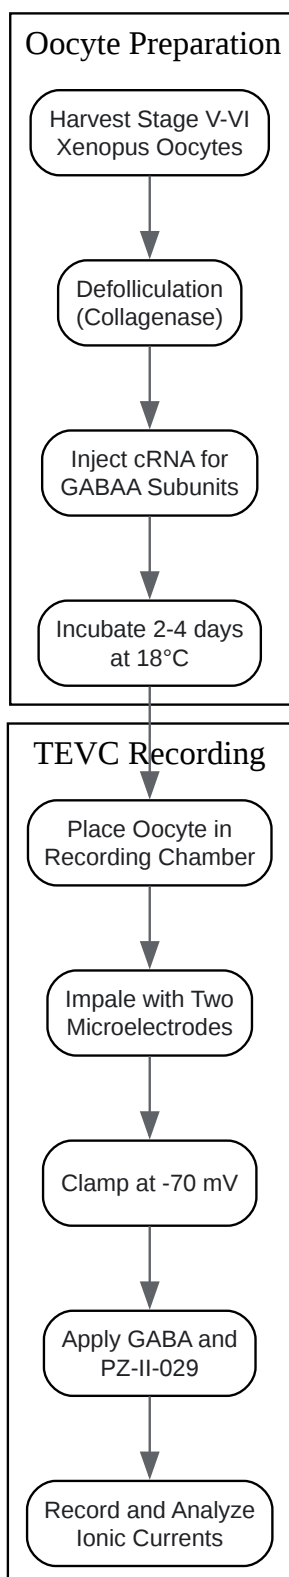 Oocyte Preparation
Harvest Stage V-VI
Xenopus Oocytes
Defolliculation
(Collagenase)
Inject cRNA for
GABAA Subunits
Incubate 2-4 days
at 18°C
TEVC Recording
Place Oocyte in
Recording Chamber
Impale with Two
Microelectrodes
Clamp at -70 mV
Apply GABA and
PZ-II-029
Record and Analyze
Ionic Currents